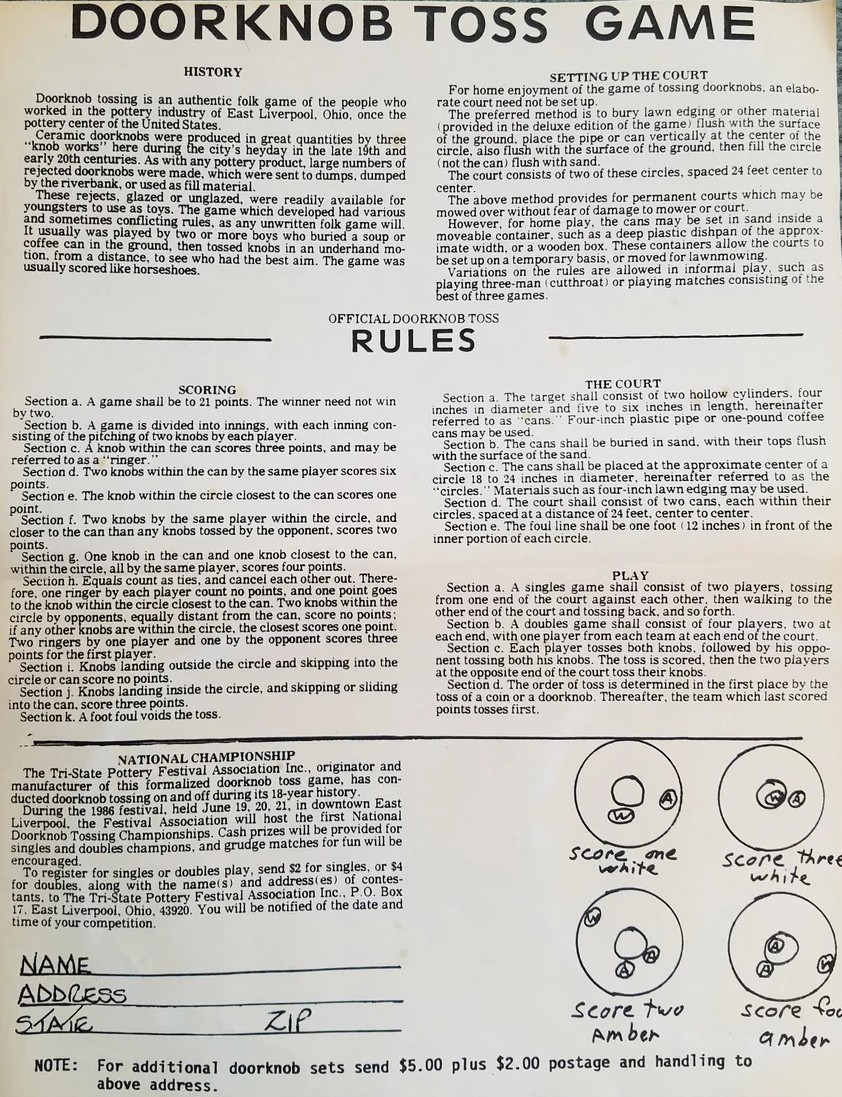 DOORKNOB TOSS GAME
HISTORY
Doorknob tossing is an authentic folk game of the people who
worked in the pottery industry of East Liverpool, Ohio, once the
pottery center of the United States.
Ceramic doorknobs were produced in great quantities by three
"knob works" here during the city's heyday in the late 19th and
early 20th centuries. As with any pottery product, large numbers of
rejected doorknobs were made, which were sent to dumps, dumped
by the riverbank, or used as fill material.
These rejects, glazed or unglazed, were readily available for
youngsters to use as toys. The game which developed had various
and sometimes conflicting rules, as any unwritten folk game will.
It usually was played by two or more boys who buried a soup or
coffee can in the ground, then tossed knobs in an underhand mo-
tion, from a distance, to see who had the best aim. The game was
usually scored like horseshoes.
SETTING UP THE COURT
For home enjoyment of the game of tossing doorknobs, an elabo-
rate court need not be set up.
The preferred method is to bury lawn edging or other material
(provided in the deluxe edition of the game) flush with the surface
of the ground, place the pipe or can vertically at the center of the
circle, also flush with the surface of the ground, then fill the circle
(not the can) flush with sand.
The court consists of two of these circles, spaced 24 feet center to
center.
The above method provides for permanent courts which may be
mowed over without fear of damage to mower or court.
However, for home play, the cans may be set in sand inside a
moveable container, such as a deep plastic dishpan of the approx-
imate width, or a wooden box. These containers allow the courts to
be set up on a temporary basis, or moved for lawnmowing.
Variations on the rules are allowed in informal play, such as
playing three-man (cutthroat) or playing matches consisting of the
best of three games.
OFFICIAL DOORKNOB TOSS
RULES
SCORING
Section a. A game shall be to 21 points. The winner need not win
by two.
Section b. A game is divided into innings, with each inning con-
sisting of the pitching of two knobs by each player.
Section c. A knob within the can scores three points, and may be
referred to as a "ringer."
Section d. Two knobs within the can by the same player scores six
points.
Section e. The knob within the circle closest to the can scores one
point.
Section f. Two knobs by the same player within the circle, and
closer to the can than any knobs tossed by the opponent, scores two
points.
Section g. One knob in the can and one knob closest to the can,
within the circle, all by the same player, scores four points.
Section h. Equals count as ties, and cancel each other out. There-
fore, one ringer by each player count no points, and one point goes
to the knob within the circle closest to the can. Two knobs within the
circle by opponents, equally distant from the can, score no points;
if any other knobs are within the circle, the closest scores one point.
Two ringers by one player and one by the opponent scores three
points for the first player.
Section i. Knobs landing outside the circle and skipping into the
circle or can score no points.
Section j. Knobs landing inside the circle, and skipping or sliding
into the can, score three points.
Section k. A foot foul voids the toss.
THE COURT
Section a. The target shall consist of two hollow cylinders, four
inches in diameter and five to six inches in length, hereinafter
referred to as "cans." Four-inch plastic pipe or one-pound coffee
cans may be used.
Section b. The cans shall be buried in sand, with their tops flush
with the surface of the sand.
Section c. The cans shall be placed at the approximate center of a
circle 18 to 24 inches in diameter, hereinafter referred to as the
"circles." Materials such as four-inch lawn edging may be used.
Section d. The court shall consist of two cans, each within their
circles, spaced at a distance of 24 feet, center to center.
Section e. The foul line shall be one foot (12 inches) in front of the
inner portion of each circle.
PLAY
Section a. A singles game shall consist of two players, tossing
from one end of the court against each other, then walking to the
other end of the court and tossing back, and so forth.
Section b. A doubles game shall consist of four players, two at
each end, with one player from each team at each end of the court.
Section c. Each player tosses both knobs, followed by his oppo-
nent tossing both his knobs. The toss is scored, then the two players
at the opposite end of the court toss their knobs.
Section d. The order of toss is determined in the first place by the
toss of a coin or a doorknob. Thereafter, the team which last scored
points tosses first.
NATIONAL CHAMPIONSHIP
The Tri-State Pottery Festival Association Inc., originator and
manufacturer of this formalized doorknob toss game, has con-
ducted doorknob tossing on and off during its 18-year history.
During the 1986 festival, held June 19, 20, 21, in downtown East
Liverpool, the Festival Association will host the first National
Doorknob Tossing Championships. Cash prizes will be provided for
singles and doubles champions, and grudge matches for fun will be
encouraged.
To register for singles or doubles play, send $2 for singles, or $4
for doubles, along with the name(s) and address(es) of contes-
tants, to The Tri-State Pottery Festival Association Inc., P.O. Box
17, East Liverpool, Ohio, 43920. You will be notified of the date and
time of your competition.
NAME
ADDRESS
STATE ZIP
W A
score one
white
W A
score three
white
W A A
score two
Amber
A A W
score fou
amber
NOTE: For additional doorknob sets send $5.00 plus $2.00 postage and handling to
above address.